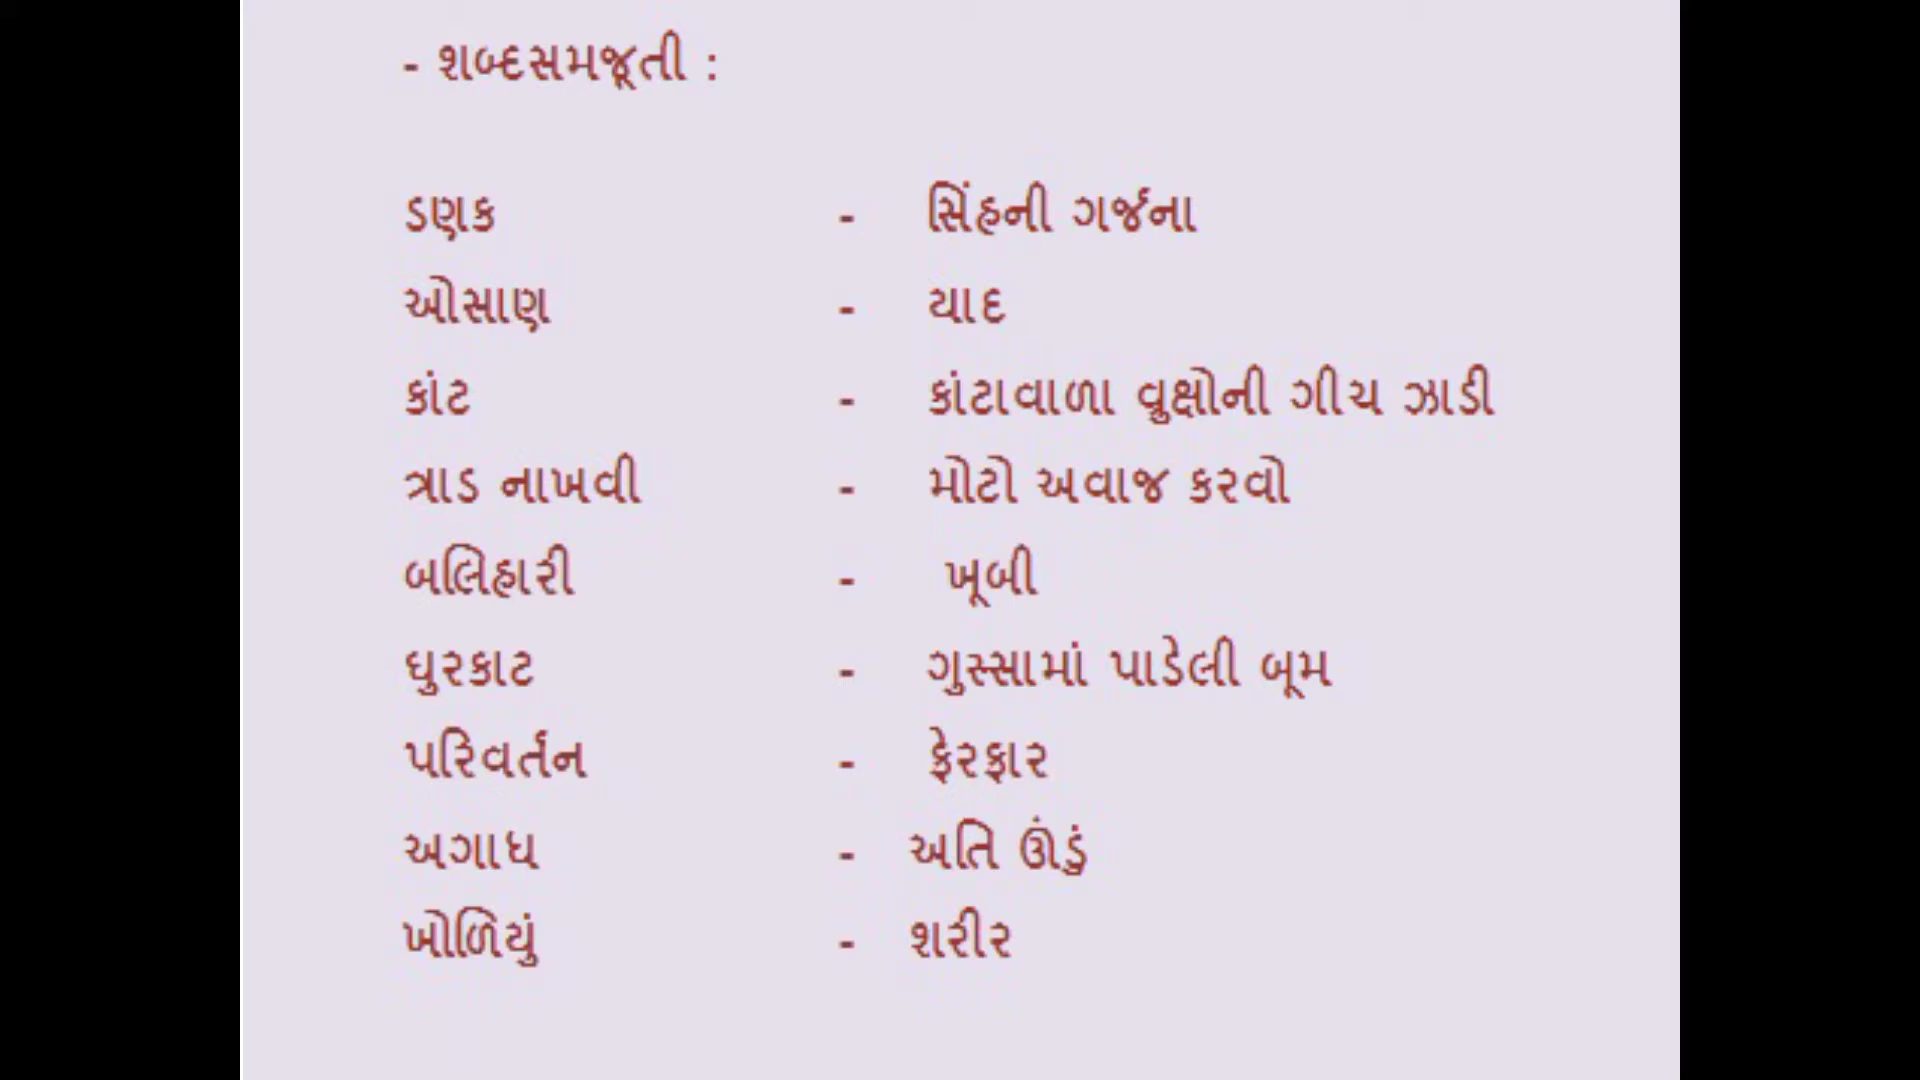 - શબ્દસમજૂતી :
ડણક - સિંહની ગર્જના
ઓસાણ - યાદ
કાંટ - કાંટાવાળા વ્રુક્ષોની ગીચ ઝાડી
ત્રાડ નાખવી - મોટો અવાજ કરવો
બલિહારી - ખૂબી
ઘુરકાટ - ગુસ્સામાં પાડેલી બૂમ
પરિવર્તન - ફેરફાર
અગાધ - અતિ ઊંડું
ખોળિયું - શરીર